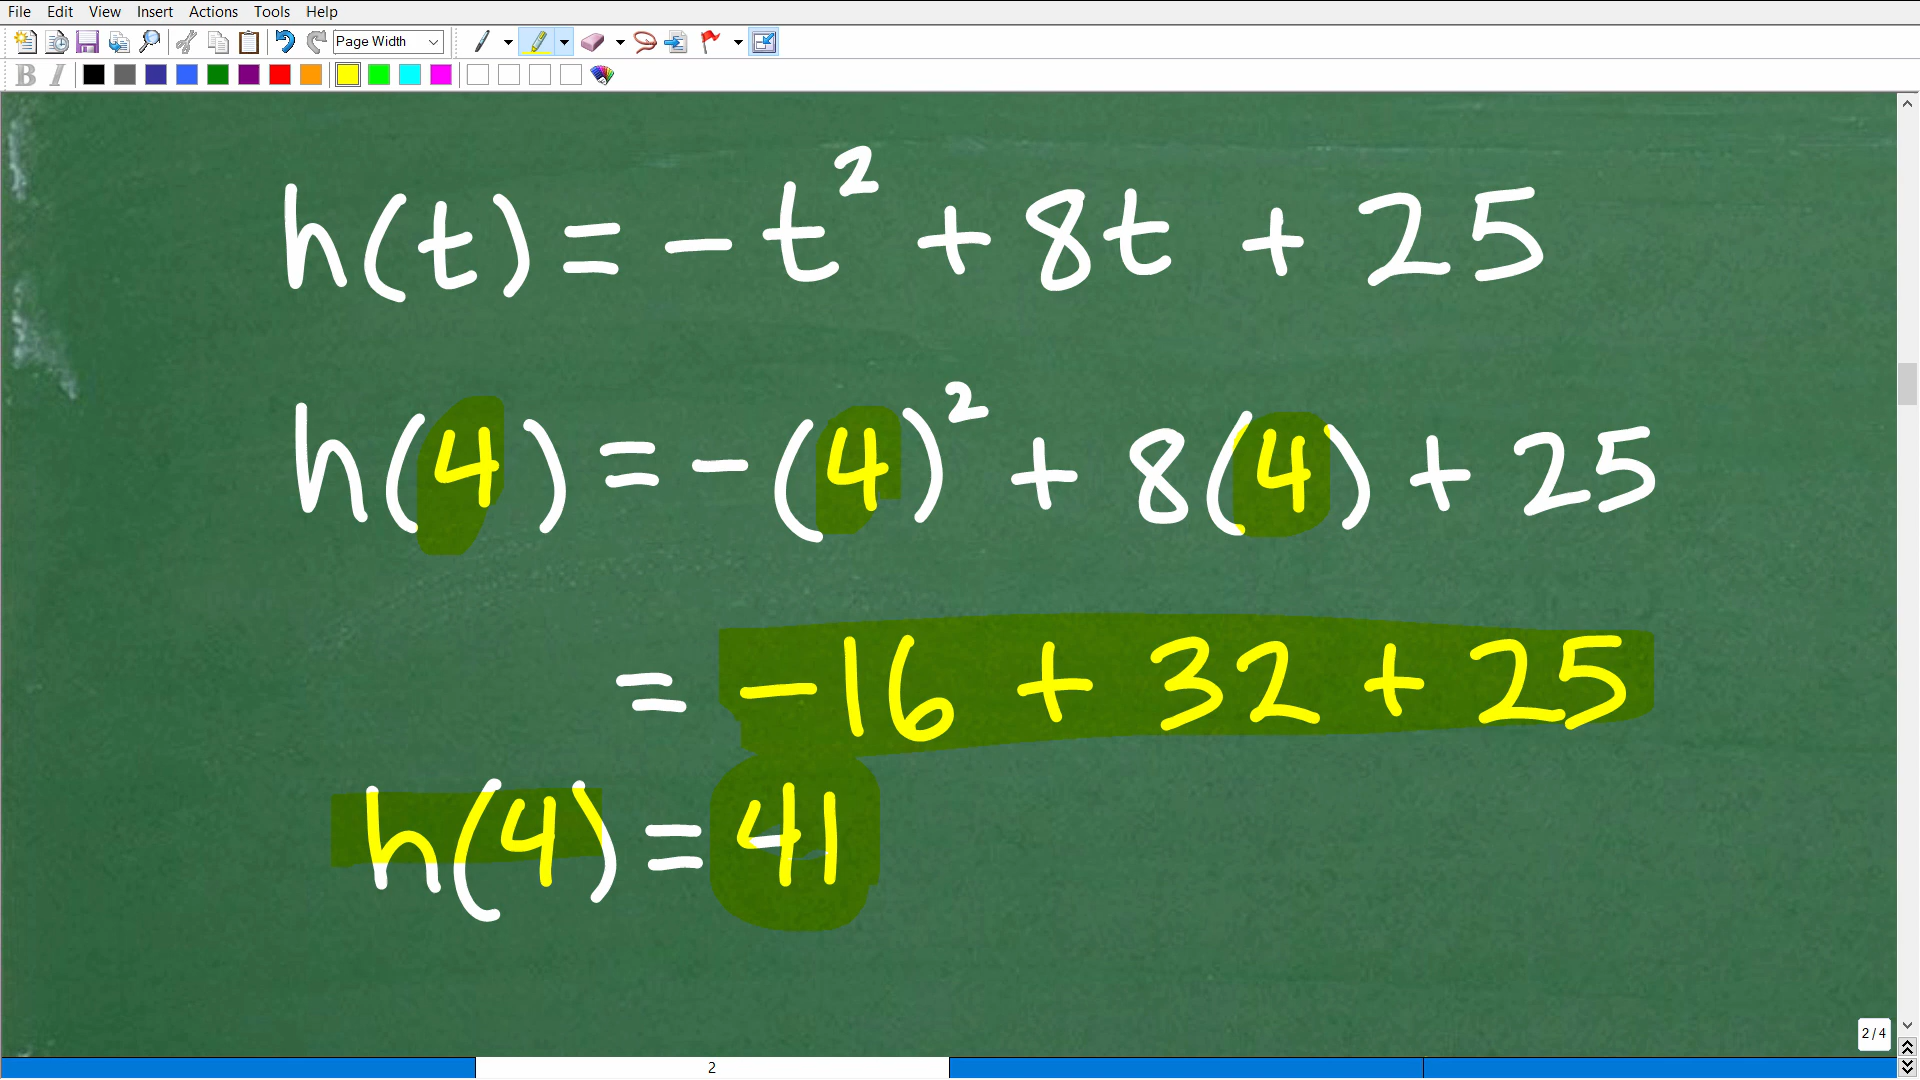 File Edit View Insert Actions Tools Help
Page Width
B I
h(t) = -t² + 8t + 25
h(4) = -(4)² + 8(4) + 25
= -16 + 32 + 25
h(4) = 41
2 / 4
2